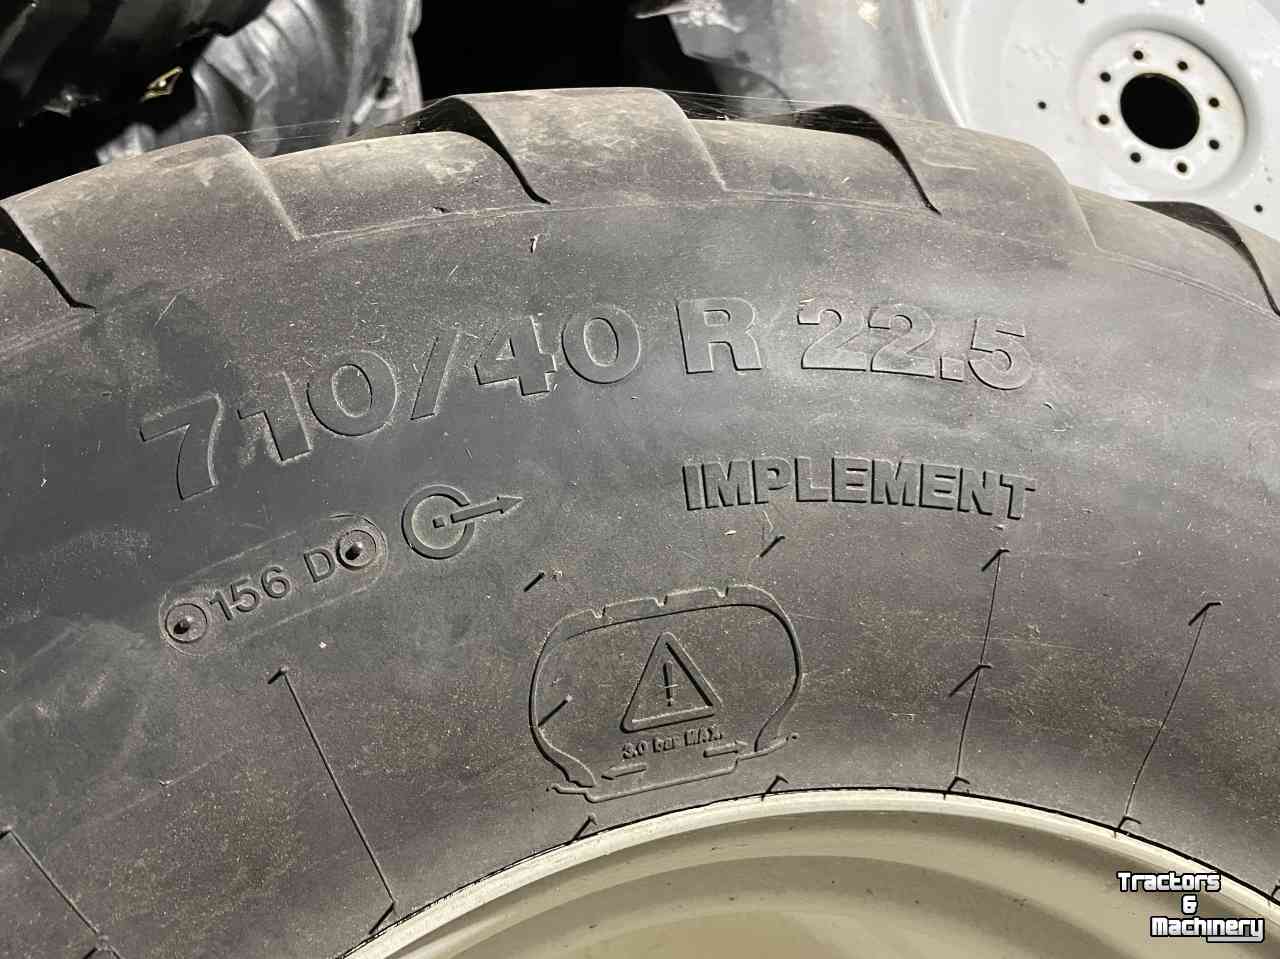 710/40 R 22.5
IMPLEMENT
156 D
3.0 bar MAX.
Tractors
&
Machinery